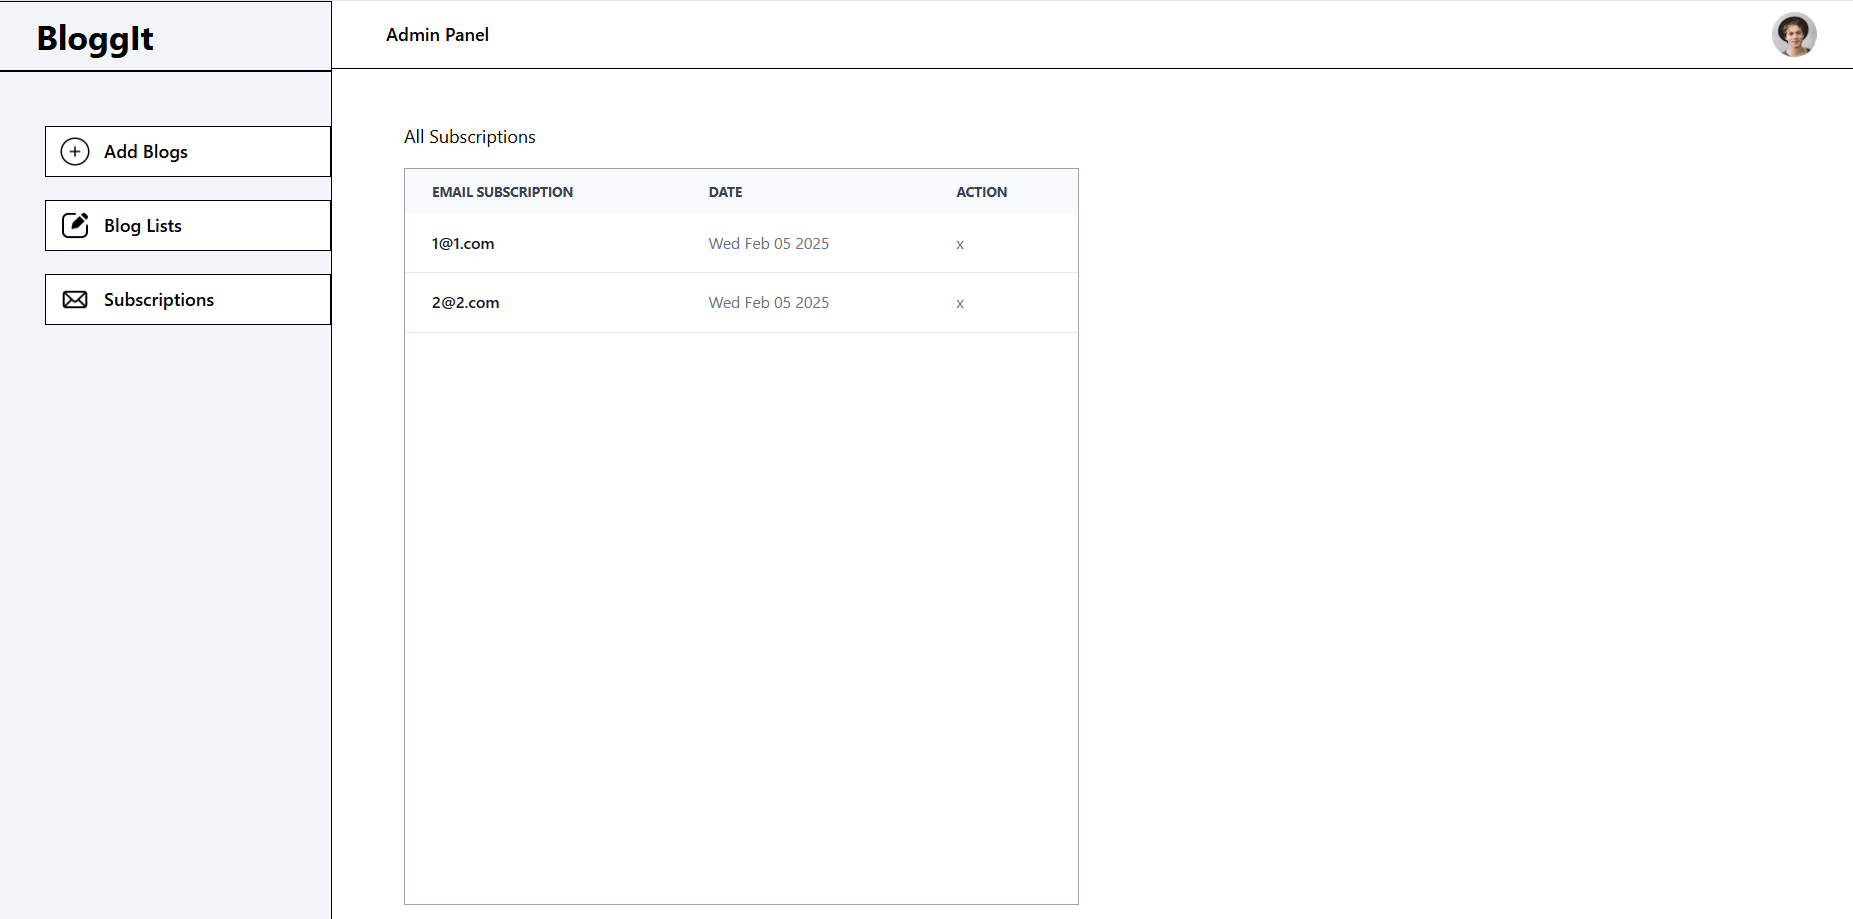 BloggIt
Admin Panel
Add Blogs
Blog Lists
Subscriptions
All Subscriptions
EMAIL SUBSCRIPTION DATE ACTION
1@1.com Wed Feb 05 2025 x
2@2.com Wed Feb 05 2025 x